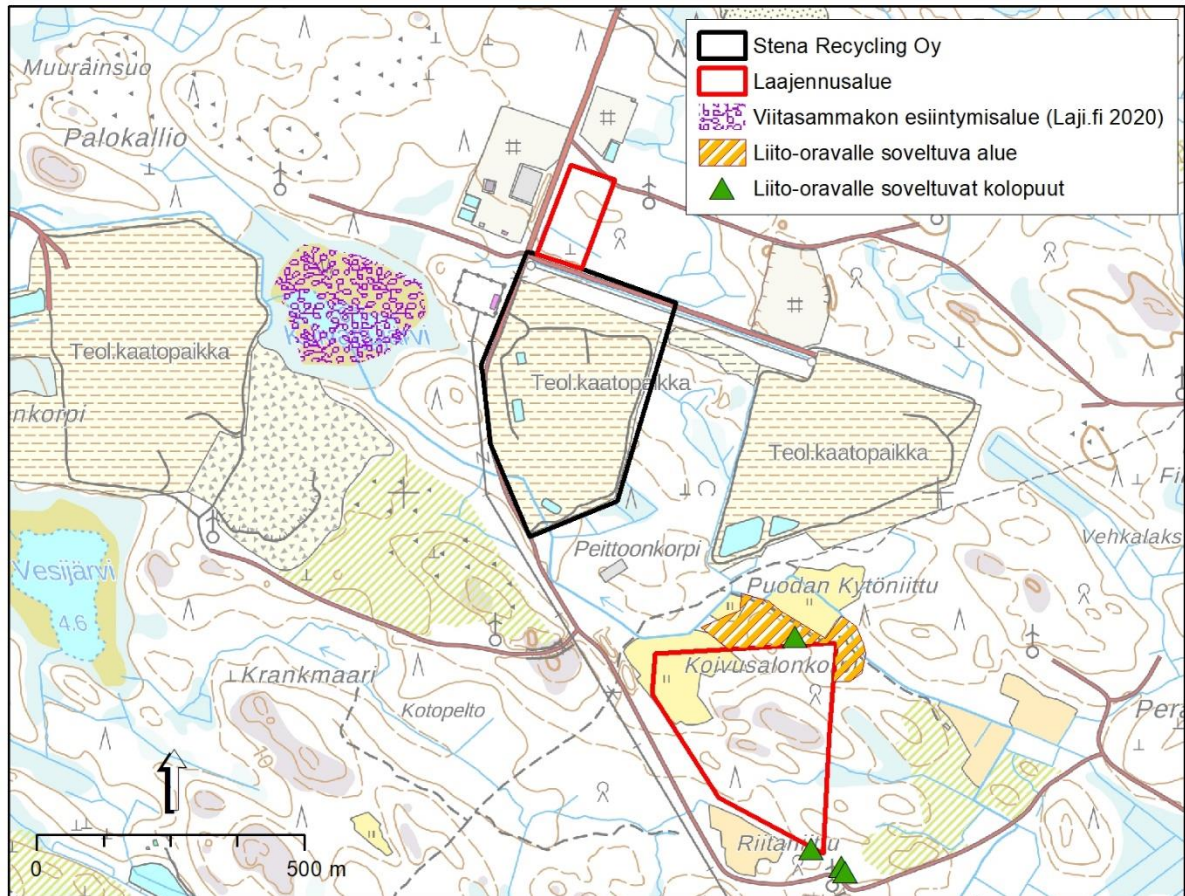 Stena Recycling Oy
Laajennusalue
Viitasammakon esiintymisalue (Laji.fi 2020)
Liito-oravalle soveltuva alue
Liito-oravalle soveltuvat kolopuut
Muuräinsuo
Palokallio
Teol.kaatopaikka
Teol.kaatopaikka
Teol.kaatopaikka
nkorpi
Vesijärvi
4.6
Peittoonkorpi
Vehkalaks
Puodan Kytöniittu
Koivusalonko
Krankmaari
Kotopelto
Pera
10
Riitaniittu
0
500 m